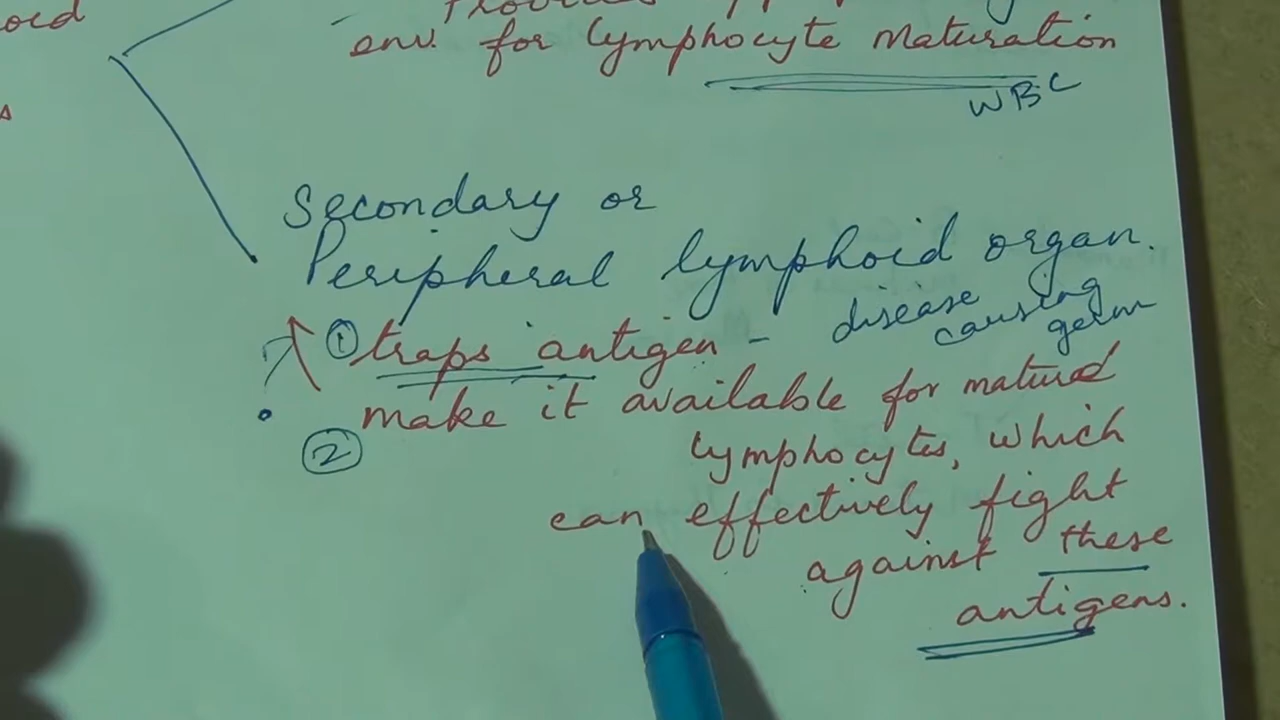 oid
env. for lymphocyte maturation
WBC
Secondary or
Peripheral lymphoid organ.
① traps antigen - disease
causing
germ
② make it available for matured
lymphocytes, which
can effectively fight
against these
antigens.